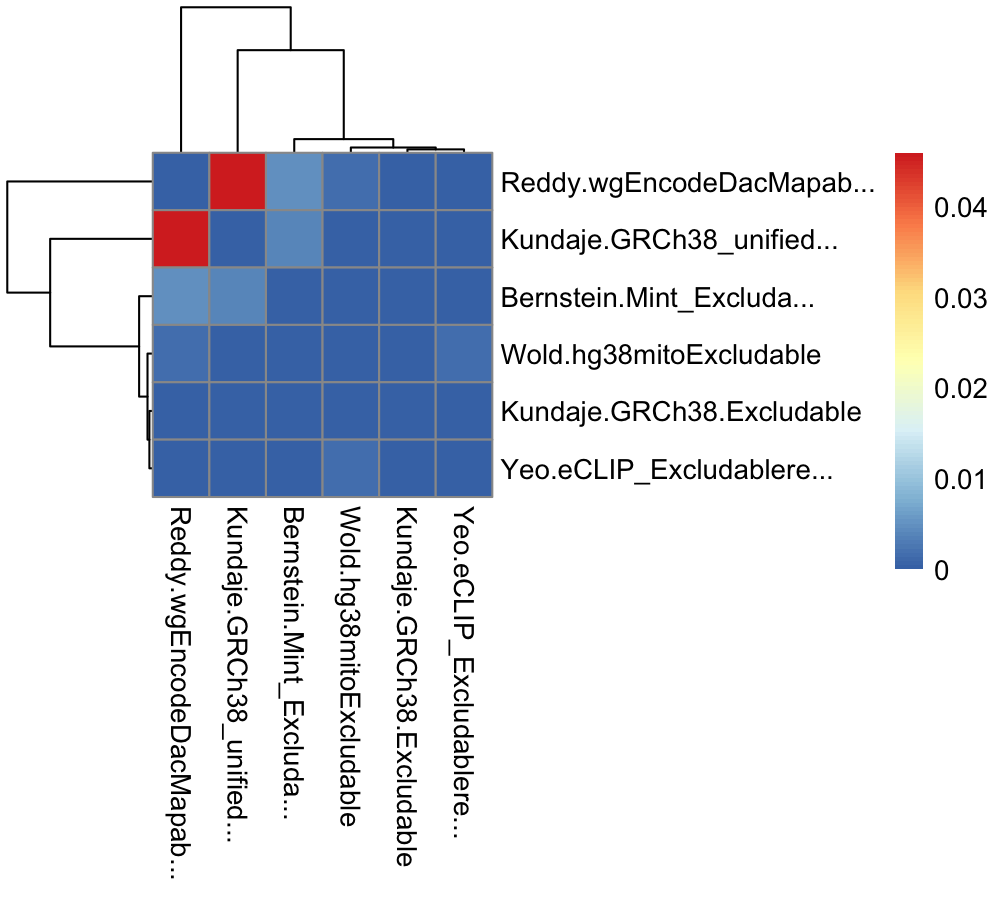 Reddy.wgEncodeDacMapab...
Kundaje.GRCh38_unified...
Bernstein.Mint_Excluda...
Wold.hg38mitoExcludable
Kundaje.GRCh38.Excludable
Yeo.eCLIP_Excludablere...
0.04
0.03
0.02
0.01
0
Reddy.wgEncodeDacMapab...
Kundaje.GRCh38_unified...
Bernstein.Mint_Excluda...
Wold.hg38mitoExcludable
Kundaje.GRCh38.Excludable
Yeo.eCLIP_Excludablere...